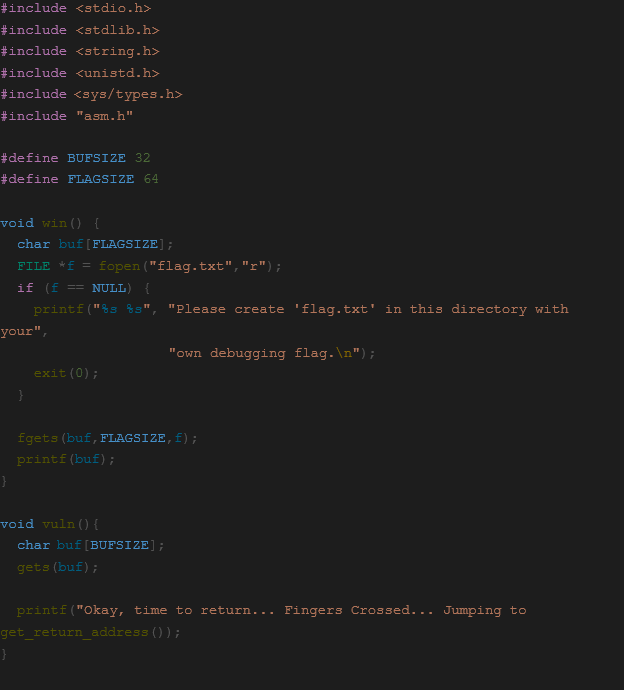 #include <stdio.h>
#include <stdlib.h>
#include <string.h>
#include <unistd.h>
#include <sys/types.h>
#include "asm.h"
#define BUFSIZE 32
#define FLAGSIZE 64
void win() {
char buf[FLAGSIZE];
FILE *f = fopen("flag.txt","r");
if (f == NULL) {
printf("%s %s", "Please create 'flag.txt' in this directory with
your",
"own debugging flag.\n");
exit(0);
}
fgets(buf,FLAGSIZE,f);
printf(buf);
}
void vuln(){
char buf[BUFSIZE];
gets(buf);
printf("Okay, time to return... Fingers Crossed... Jumping to
get_return_address());
}